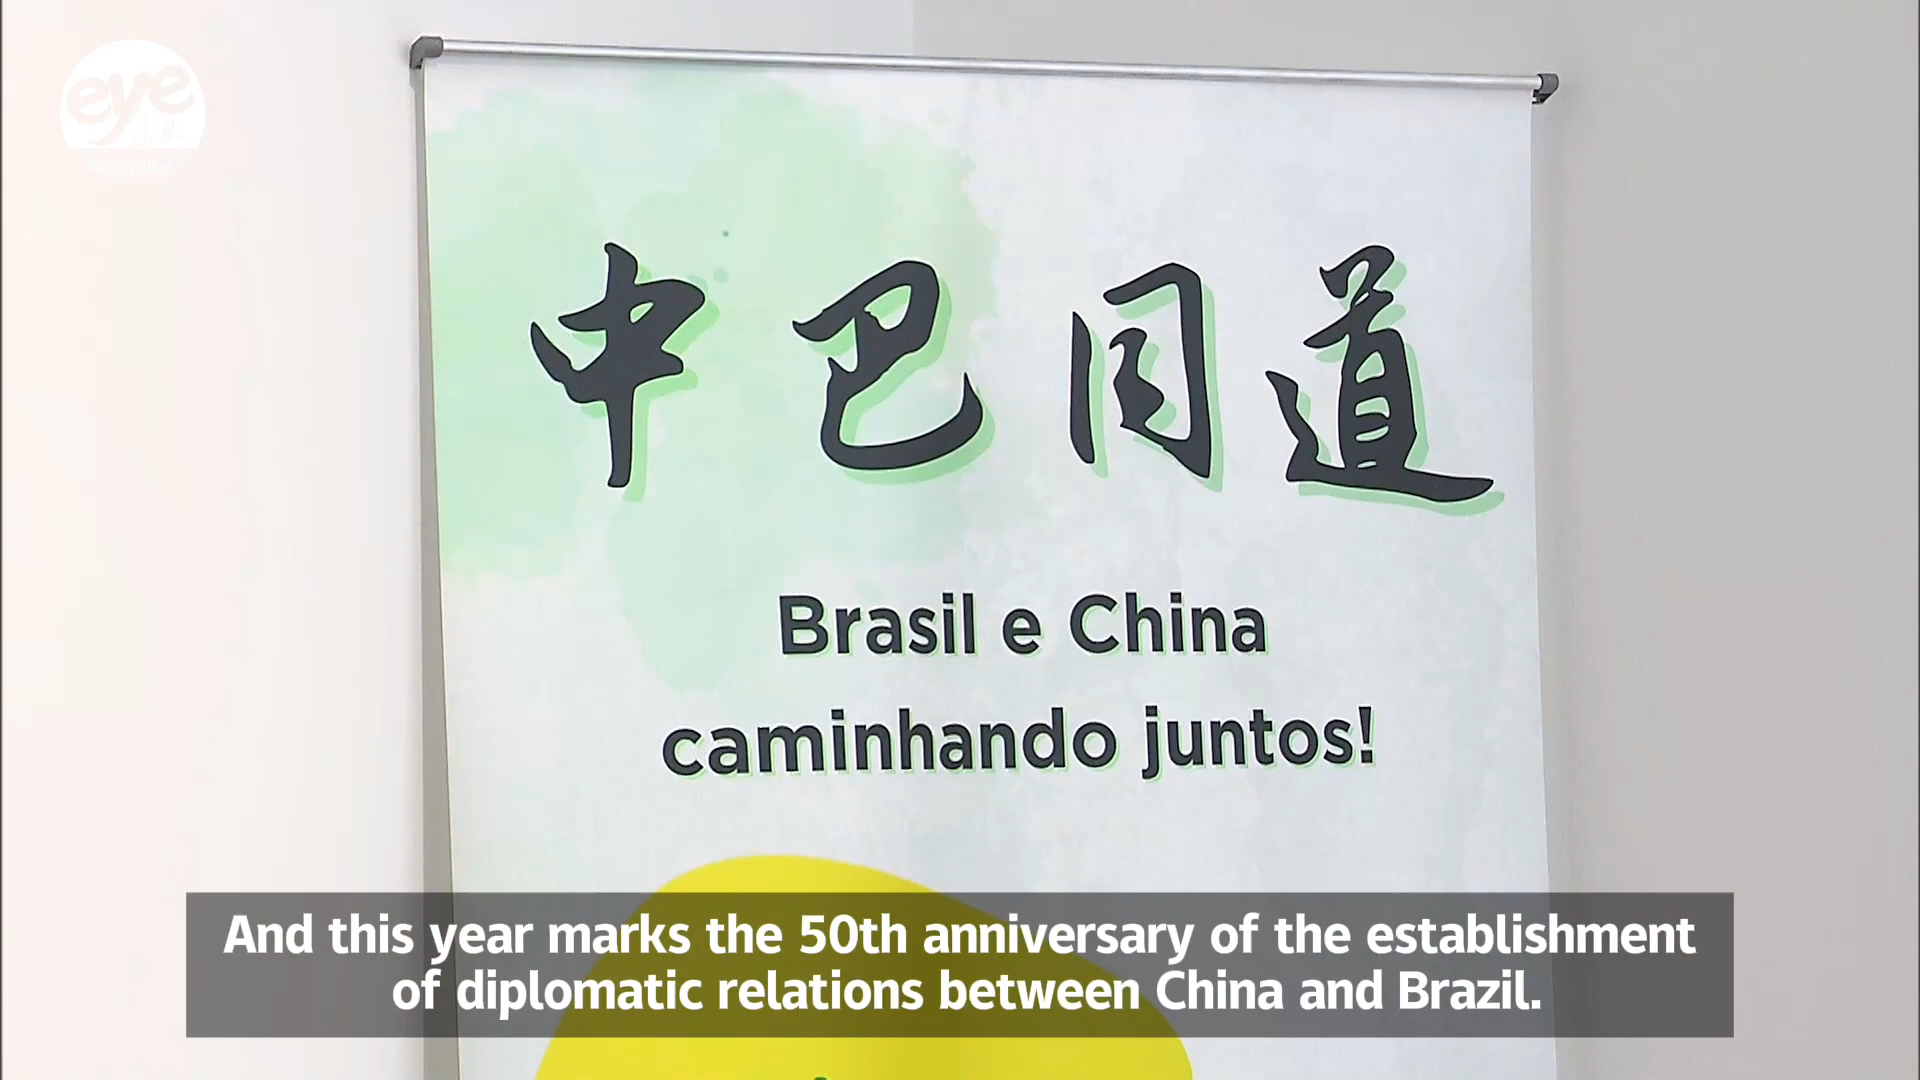 eye
中巴同道
Brasil e China
caminhando juntos!
And this year marks the 50th anniversary of the establishment
of diplomatic relations between China and Brazil.